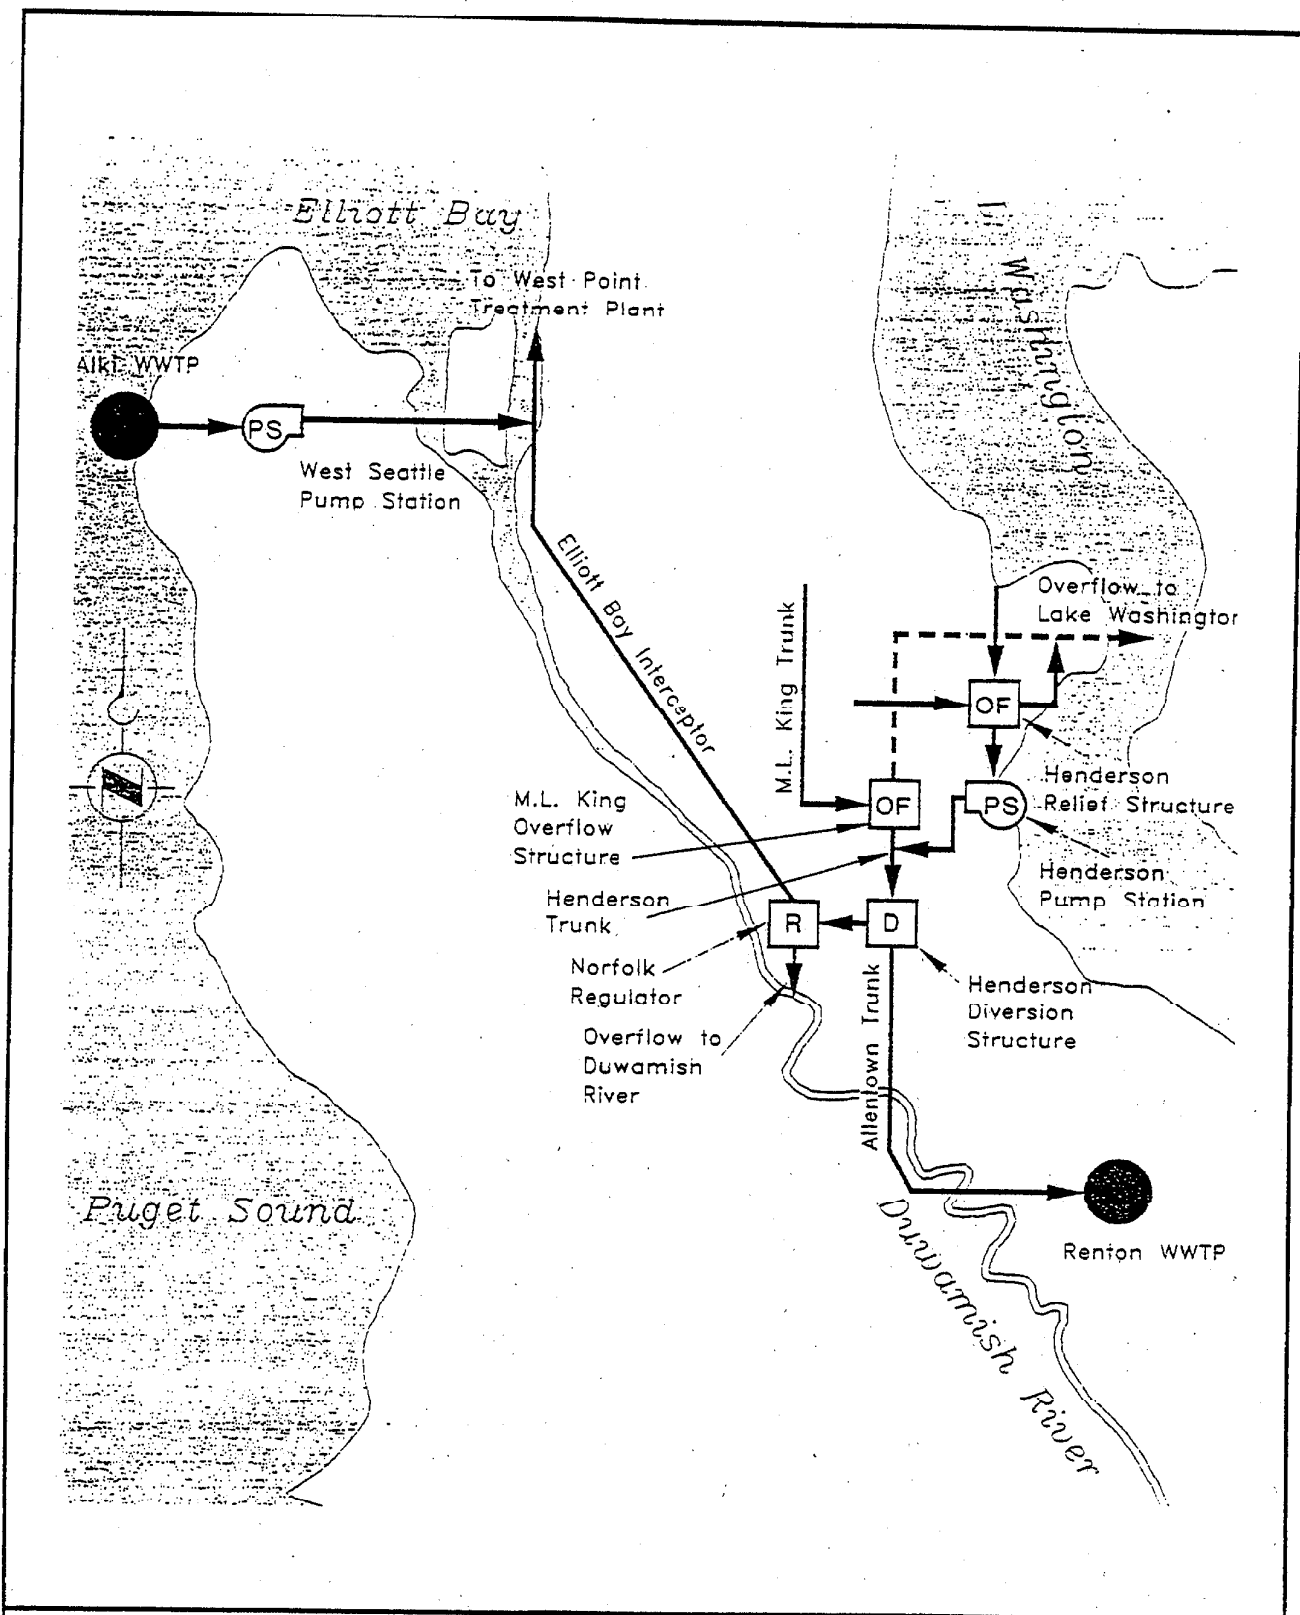 Elliott Bay
To West Point
Treatment Plant
Alki WWTP
PS
West Seattle
Pump Station
Elliott Bay Interceptor
L Washington
M.L. King Trunk
Overflow to
Lake Washington
OF
Henderson
Relief Structure
M.L. King
Overflow
Structure
OF
PS
Henderson
Pump Station
Henderson
Trunk
R
D
Norfolk
Regulator
Henderson
Diversion
Structure
Overflow to
Duwamish
River
Allentown Trunk
Puget Sound
Duwamish River
Renton WWTP